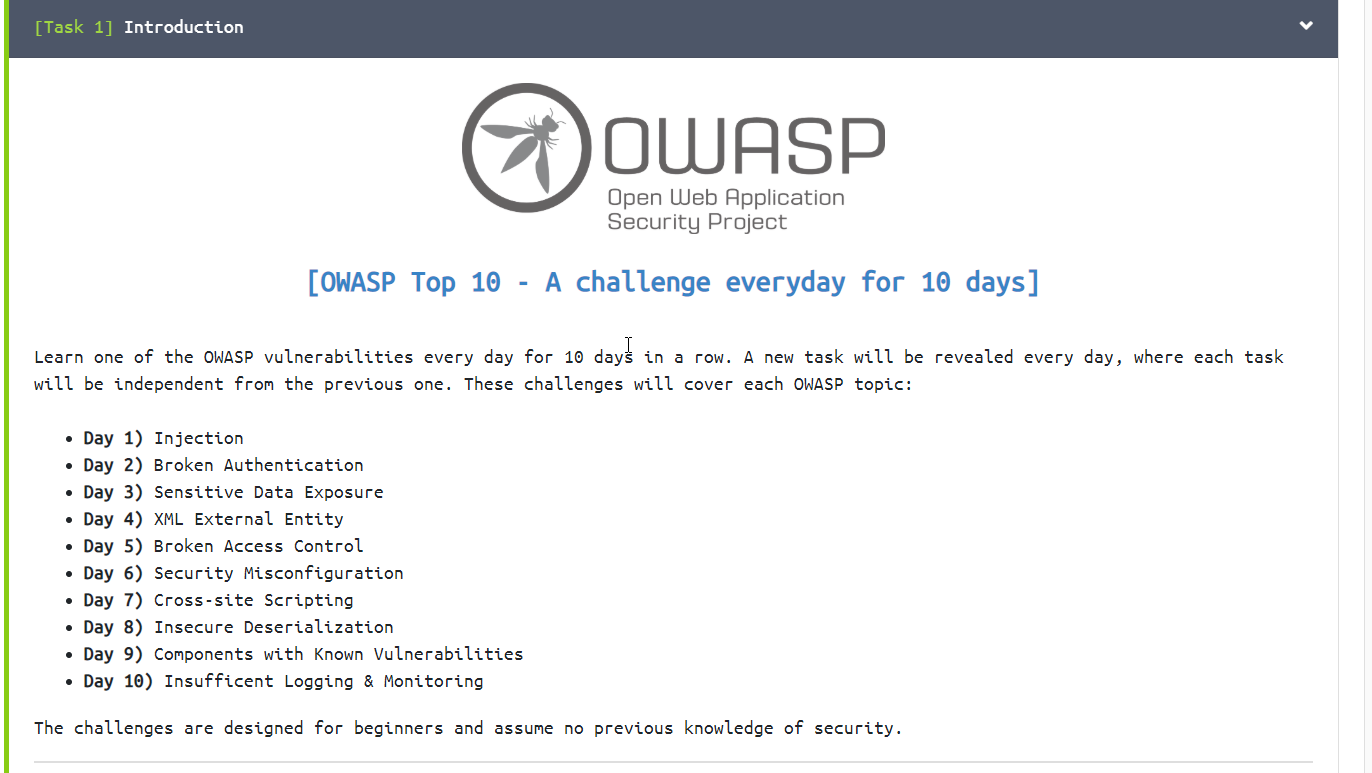 [Task 1] Introduction
OWASP
Open Web Application
Security Project
[OWASP Top 10 - A challenge everyday for 10 days]
Learn one of the OWASP vulnerabilities every day for 10 days in a row. A new task will be revealed every day, where each task
will be independent from the previous one. These challenges will cover each OWASP topic:
• Day 1) Injection
• Day 2) Broken Authentication
• Day 3) Sensitive Data Exposure
• Day 4) XML External Entity
• Day 5) Broken Access Control
• Day 6) Security Misconfiguration
• Day 7) Cross-site Scripting
• Day 8) Insecure Deserialization
• Day 9) Components with Known Vulnerabilities
• Day 10) Insufficent Logging & Monitoring
The challenges are designed for beginners and assume no previous knowledge of security.